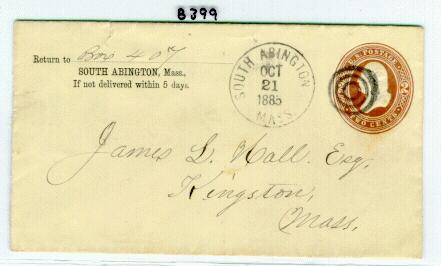 8399
Return to Box 407
SOUTH ABINGTON, Mass.,
If not delivered within 5 days.
SOUTH ABINGTON
OCT
21
1885
MASS.
U.S. POSTAGE
TWO CENTS
James D. Hall. Esq.
Kingston,
Mass.